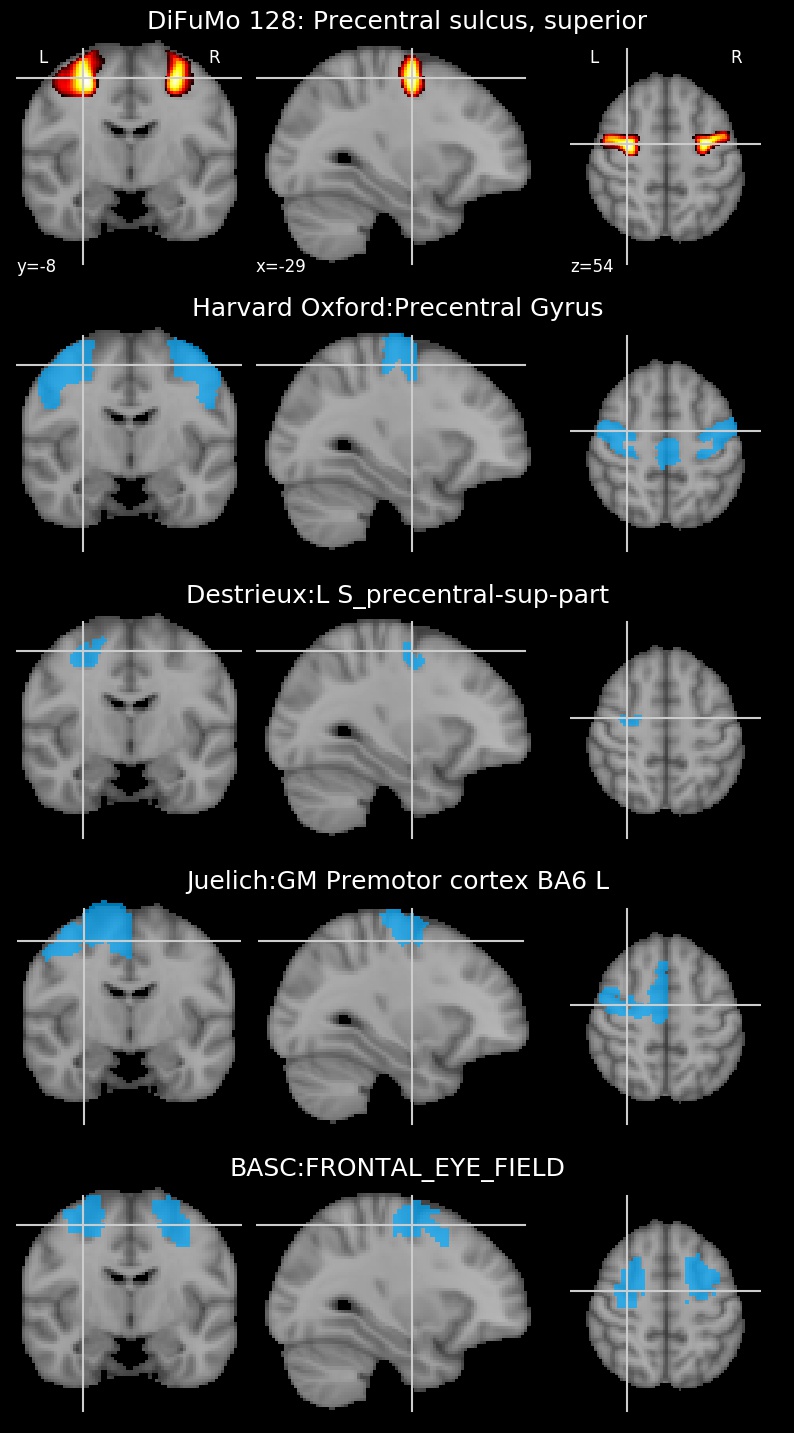 DiFuMo 128: Precentral sulcus, superior
L R L R
y=-8 x=-29 z=54
Harvard Oxford:Precentral Gyrus
Destrieux:L S_precentral-sup-part
Juelich:GM Premotor cortex BA6 L
BASC:FRONTAL_EYE_FIELD